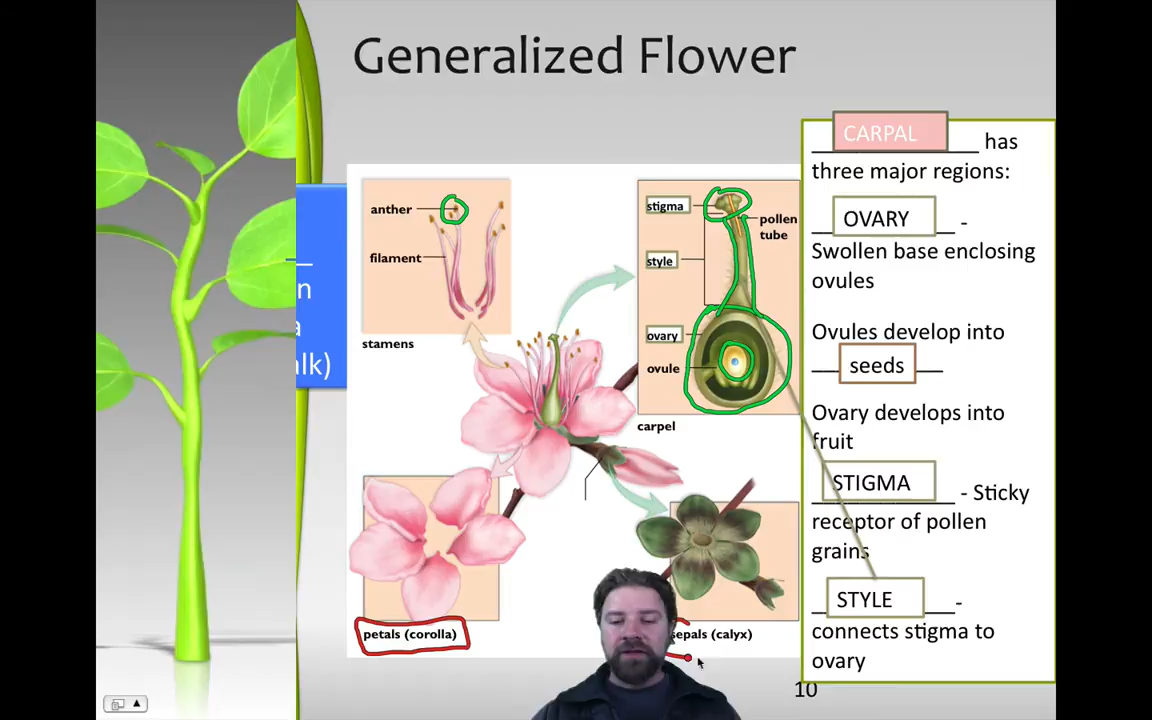 Generalized Flower
n
a
lk)
anther
filament
stamens
stigma
pollen
tube
style
ovary
ovule
carpel
petals (corolla)
sepals (calyx)
CARPAL has
three major regions:
OVARY -
Swollen base enclosing
ovules
Ovules develop into
seeds
Ovary develops into
fruit
STIGMA - Sticky
receptor of pollen
grains
STYLE -
connects stigma to
ovary
10